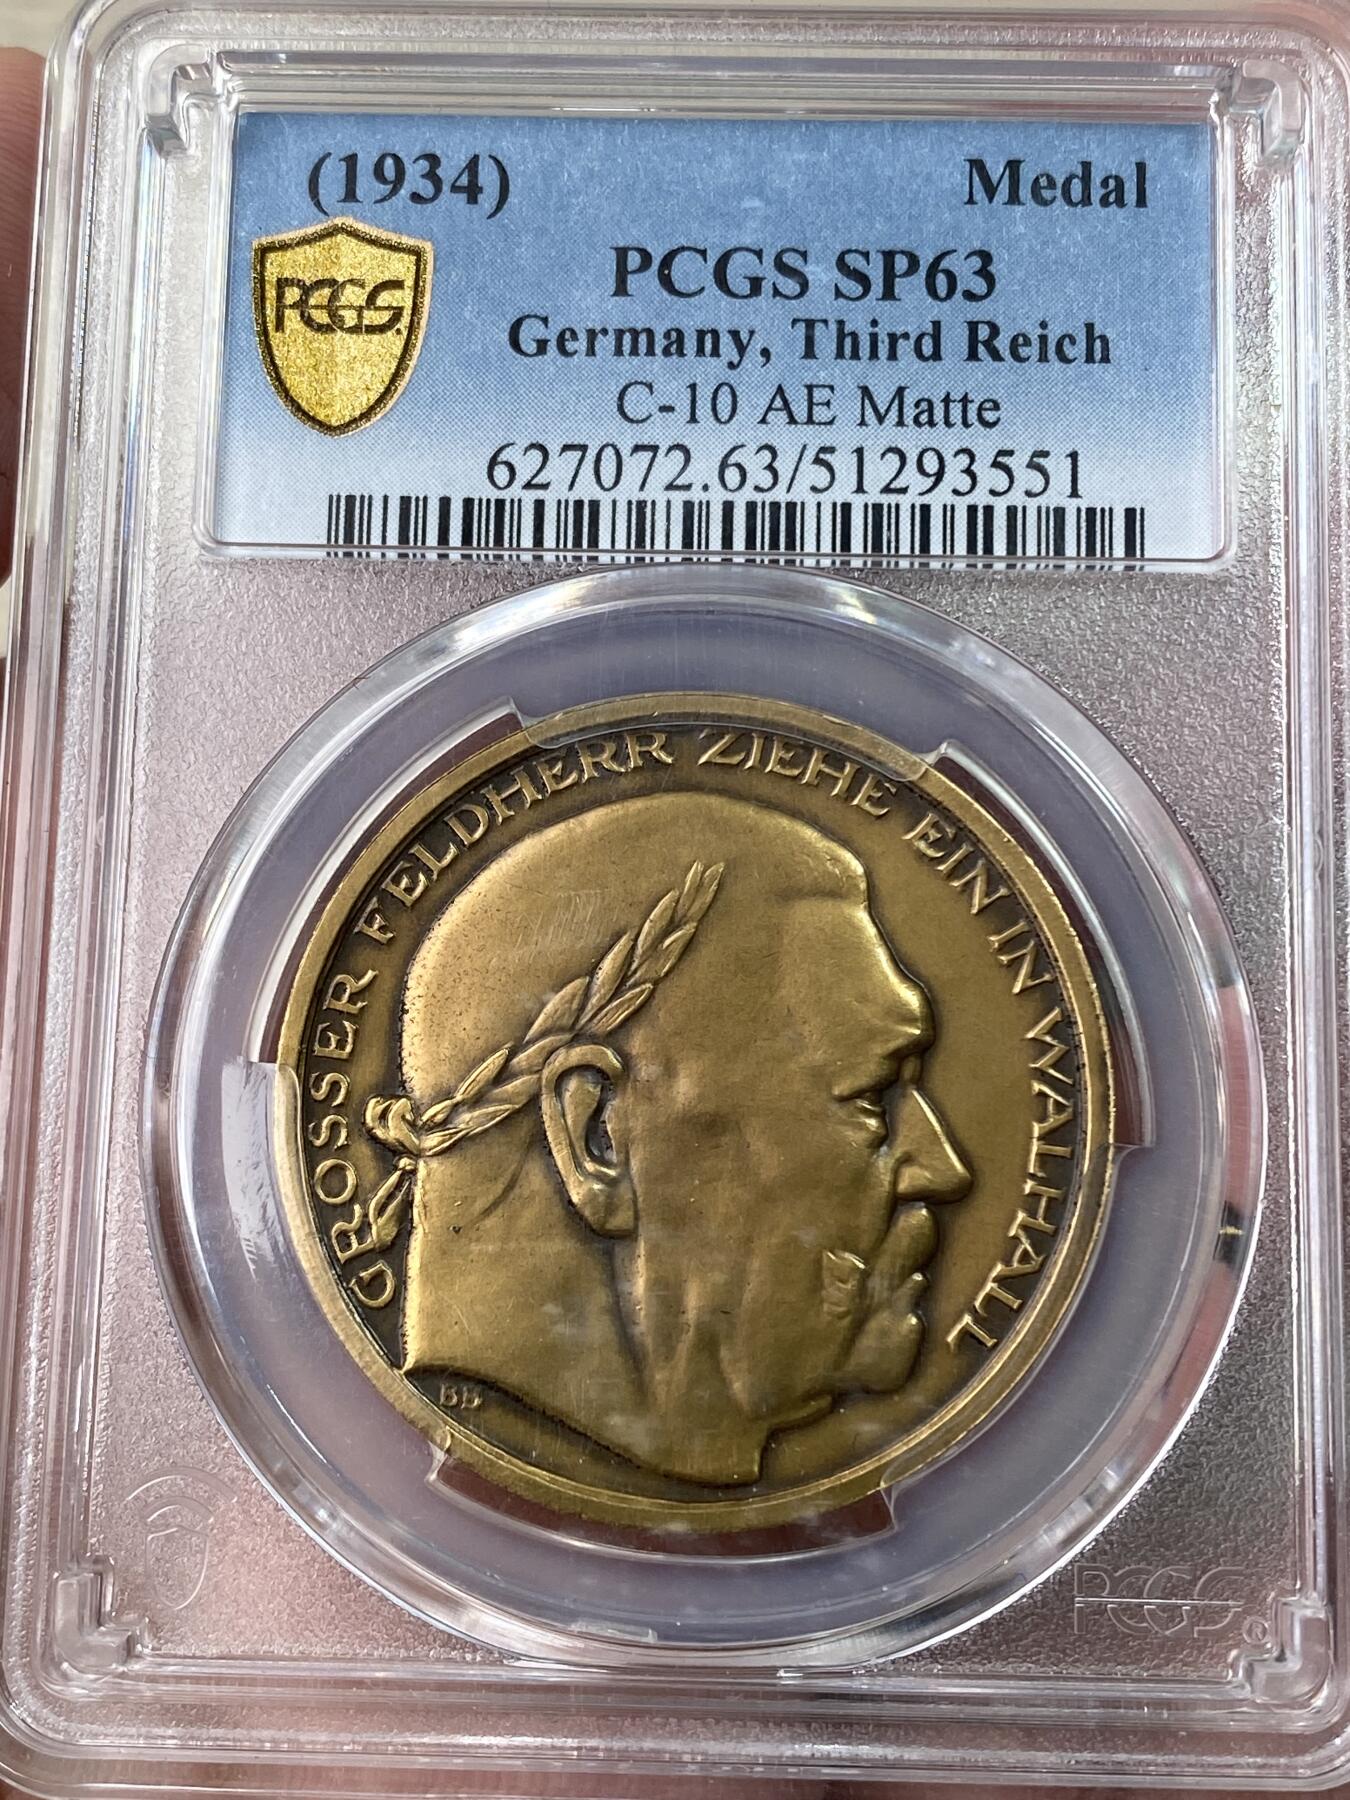 (1934) Medal
PCGS
PCGS SP63
Germany, Third Reich
C-10 AE Matte
627072.63/51293551
GROSSER FELDHERR ZIEHE EIN IN WALHALL
PCGS